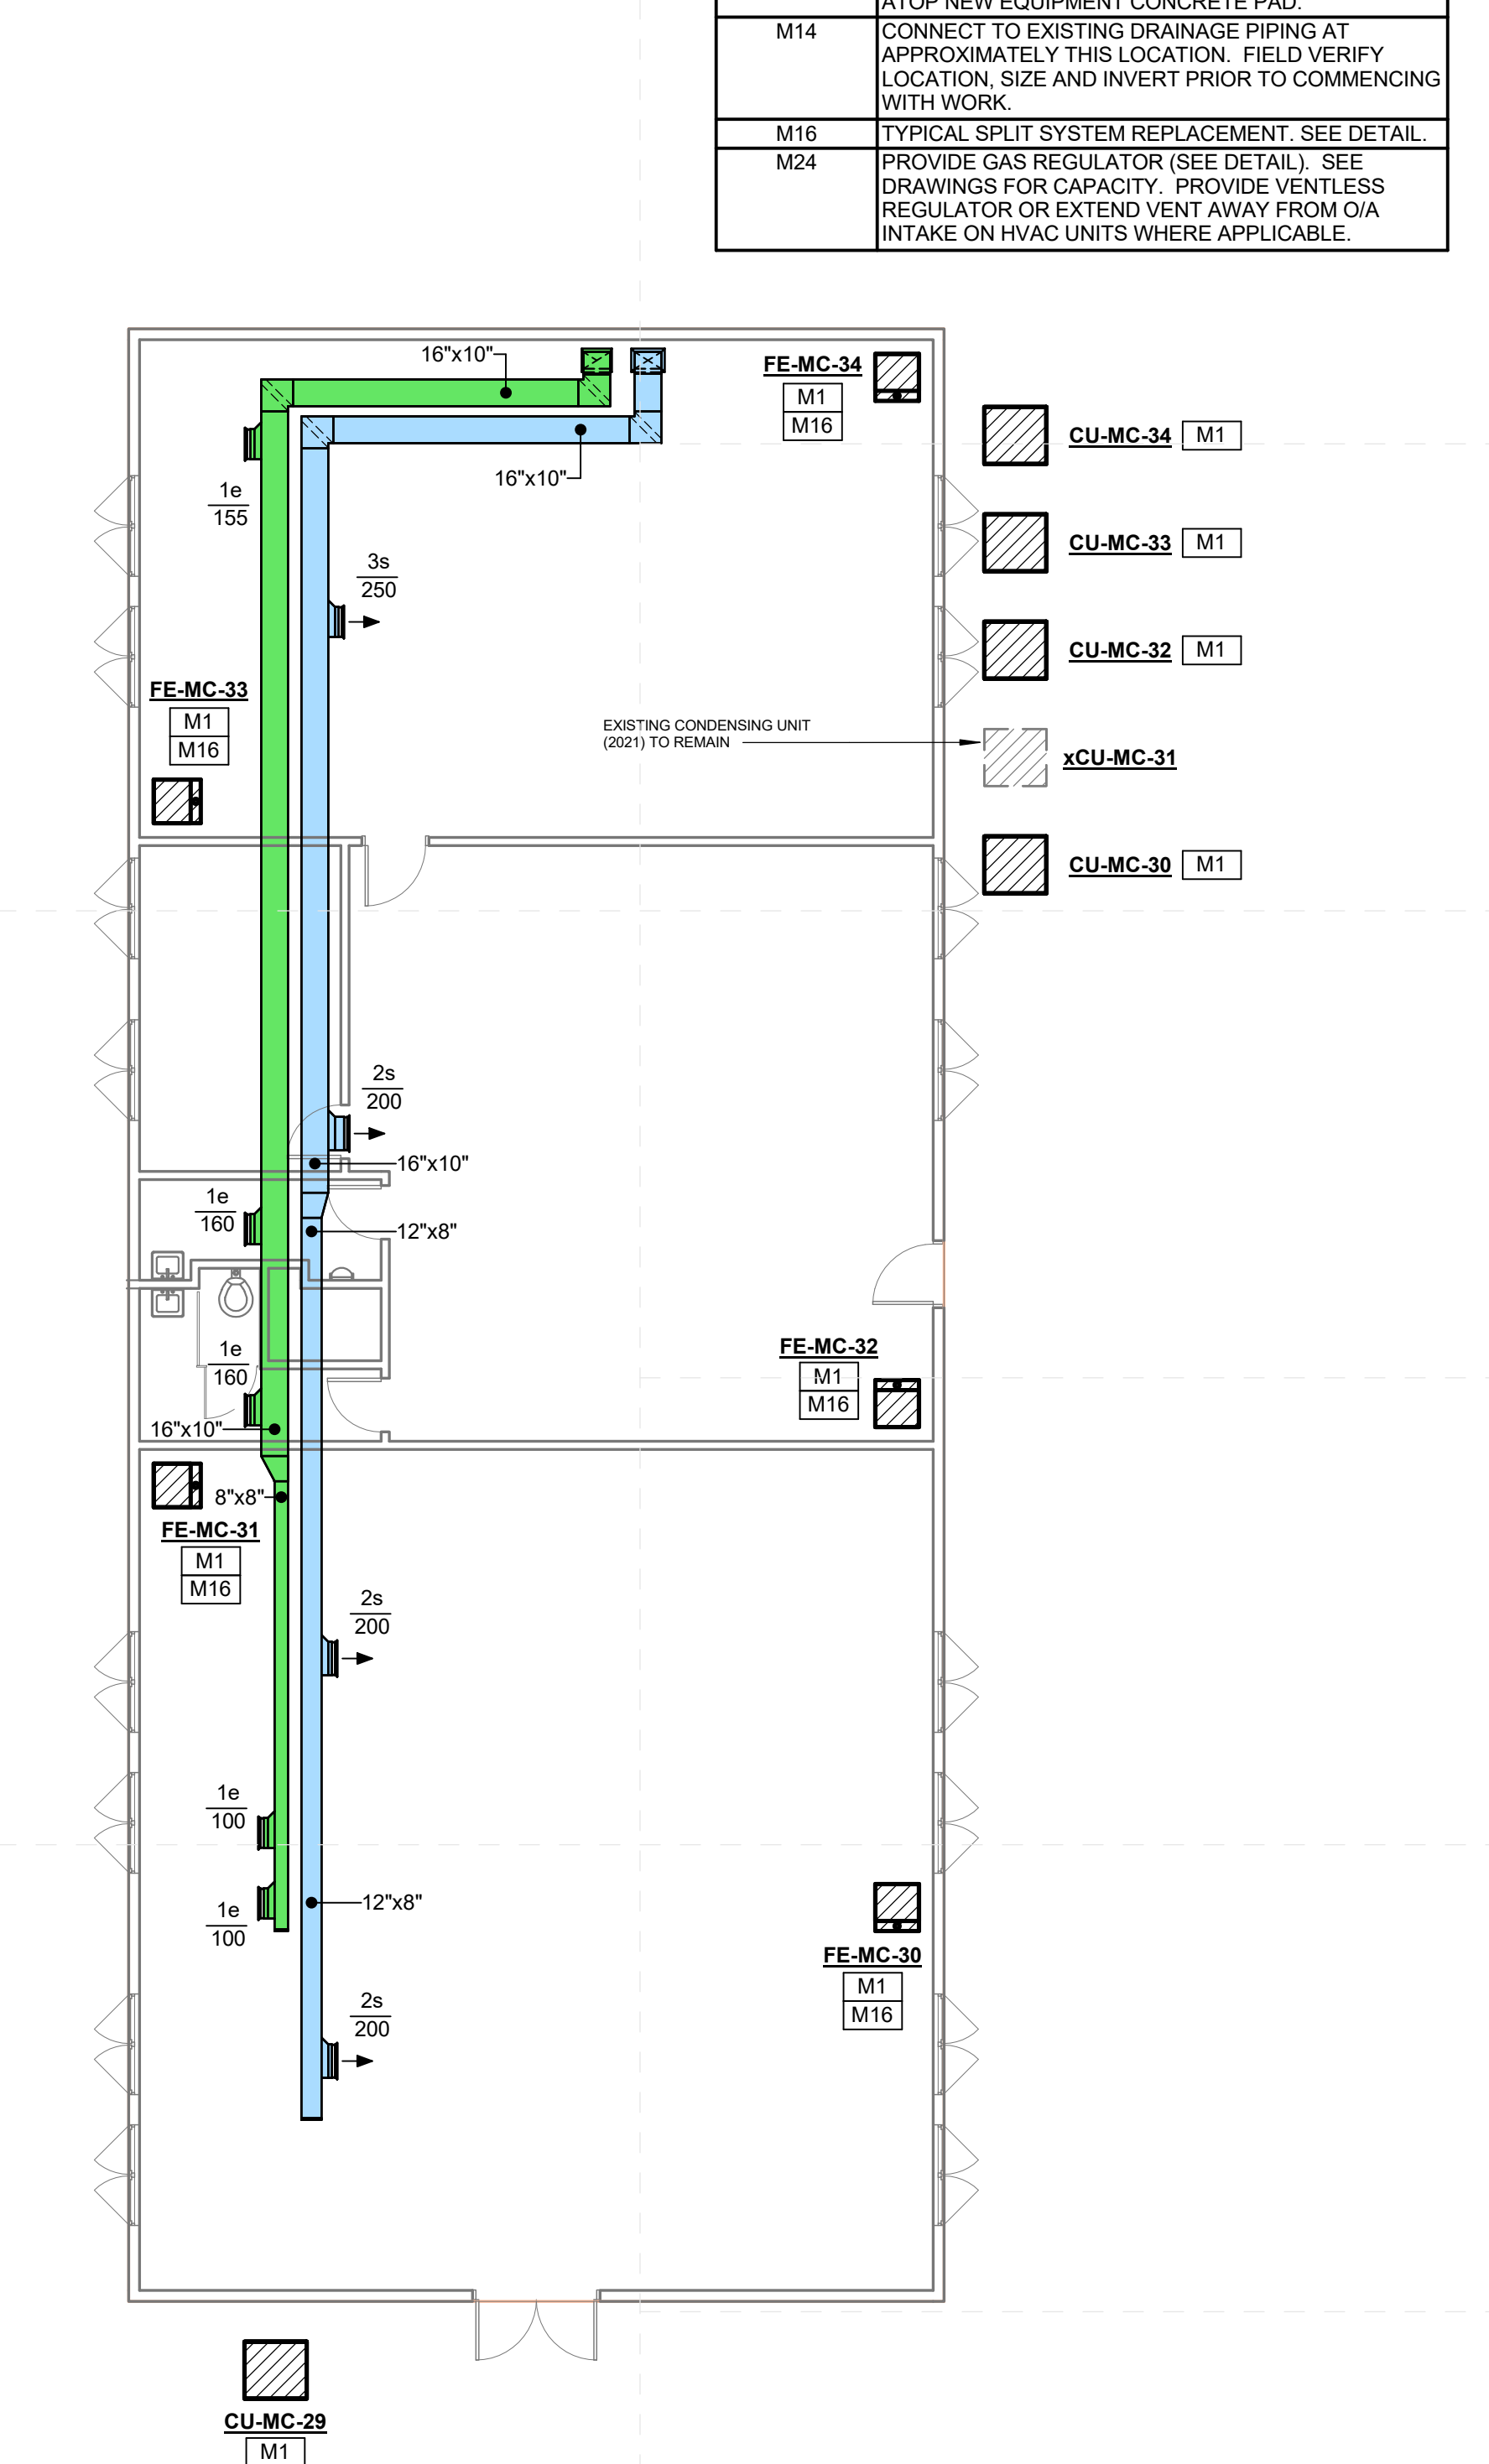 ATOP NEW EQUIPMENT CONCRETE PAD.
M14
CONNECT TO EXISTING DRAINAGE PIPING AT
APPROXIMATELY THIS LOCATION. FIELD VERIFY
LOCATION, SIZE AND INVERT PRIOR TO COMMENCING
WITH WORK.
M16
TYPICAL SPLIT SYSTEM REPLACEMENT. SEE DETAIL.
M24
PROVIDE GAS REGULATOR (SEE DETAIL). SEE
DRAWINGS FOR CAPACITY. PROVIDE VENTLESS
REGULATOR OR EXTEND VENT AWAY FROM O/A
INTAKE ON HVAC UNITS WHERE APPLICABLE.
16"x10"
FE-MC-34
M1
M16
CU-MC-34
M1
16"x10"
1e
155
CU-MC-33
M1
3s
250
CU-MC-32
M1
FE-MC-33
M1
M16
EXISTING CONDENSING UNIT
(2021) TO REMAIN
xCU-MC-31
CU-MC-30
M1
2s
200
16"x10"
1e
160
12"x8"
1e
160
FE-MC-32
M1
M16
16"x10"
8"x8"
FE-MC-31
M1
M16
2s
200
1e
100
12"x8"
1e
100
FE-MC-30
M1
M16
2s
200
CU-MC-29
M1